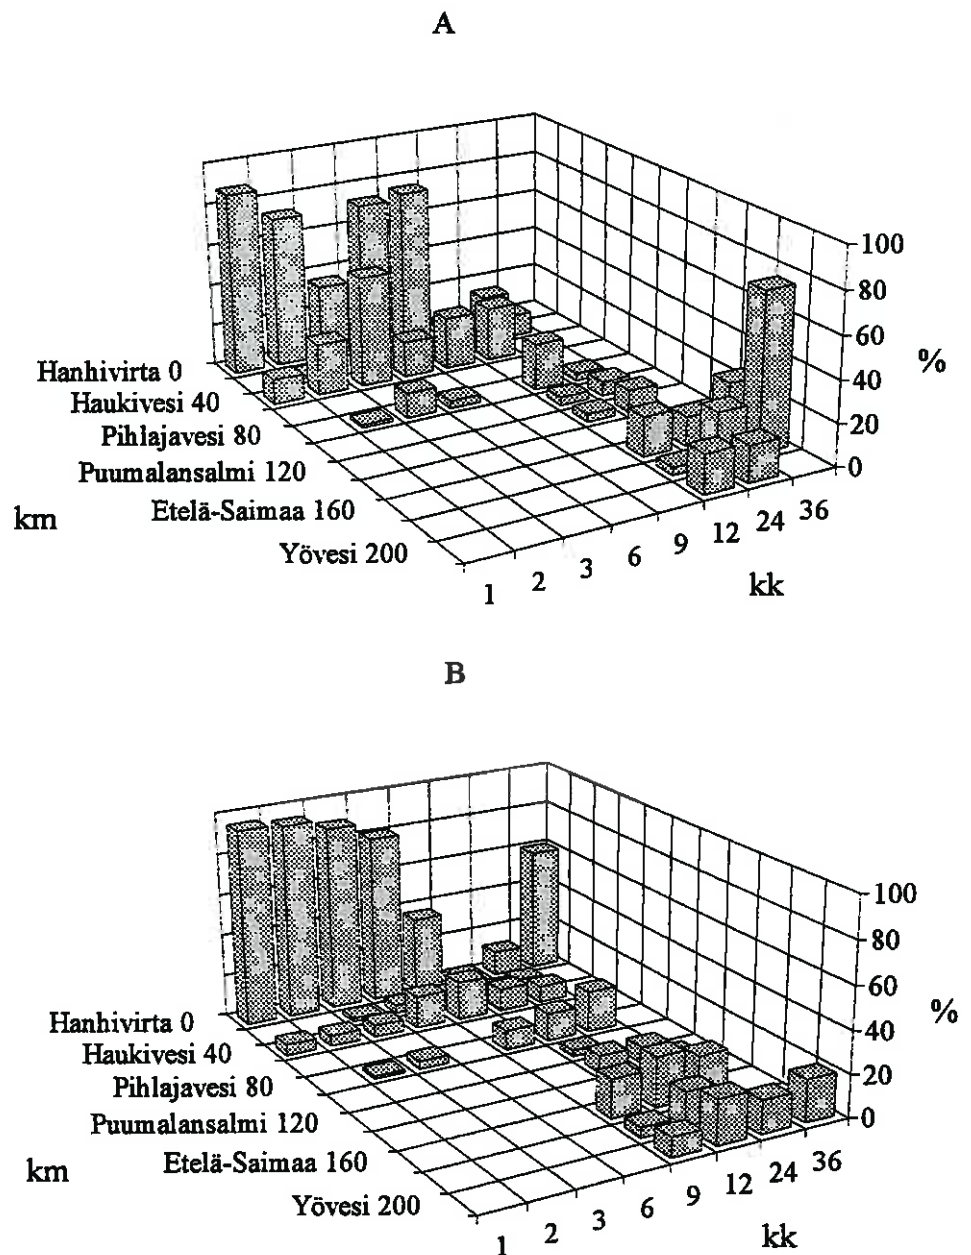 A
100
80
60
40
20
0
%
Hanhivirta 0
Haukivesi 40
Pihlajavesi 80
Puumalansalmi 120
Etelä-Saimaa 160
Yövesi 200
km
1
2
3
6
9
12
24
36
kk
B
100
80
60
40
20
0
%
Hanhivirta 0
Haukivesi 40
Pihlajavesi 80
Puumalansalmi 120
Etelä-Saimaa 160
Yövesi 200
km
1
2
3
6
9
12
24
36
kk